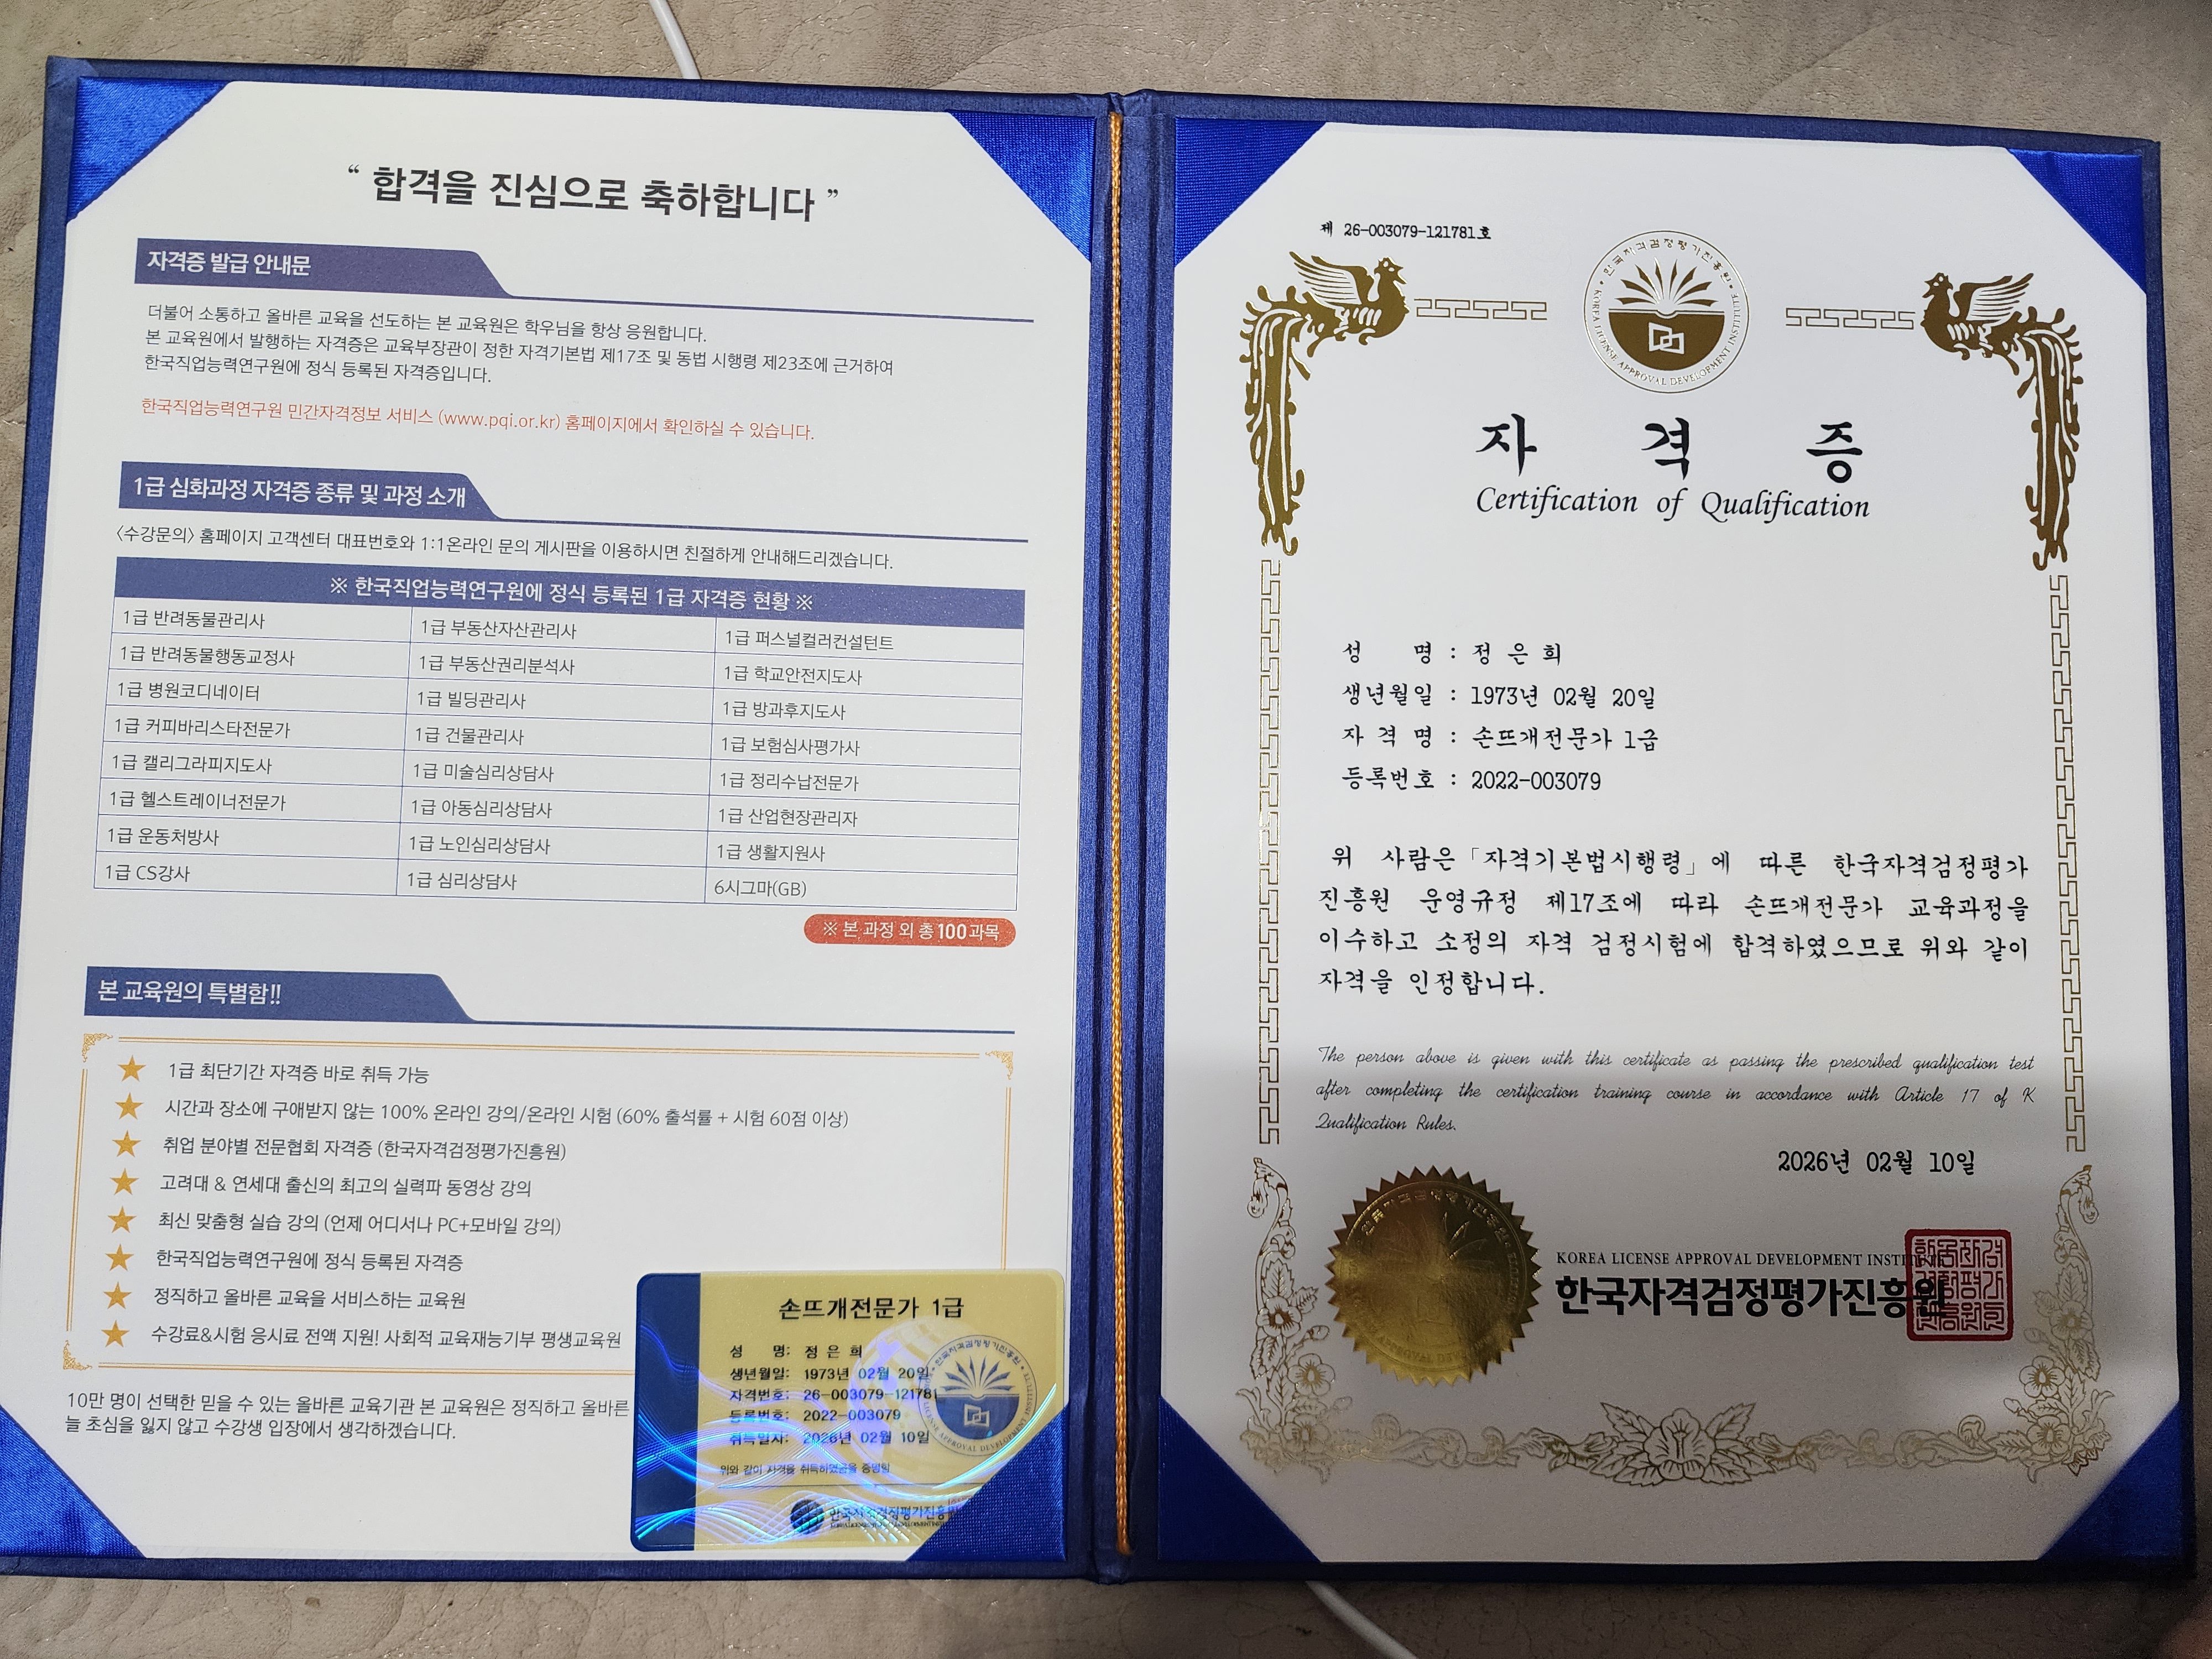 “ 합격을 진심으로 축하합니다 ”
자격증 발급 안내문
더불어 소통하고 올바른 교육을 선도하는 본 교육원은 학우님을 항상 응원합니다.
본 교육원에서 발행하는 자격증은 교육부장관이 정한 자격기본법 제17조 및 동법 시행령 제23조에 근거하여
한국직업능력연구원에 정식 등록된 자격증입니다.
한국직업능력연구원 민간자격정보 서비스 (www.pqi.or.kr) 홈페이지에서 확인하실 수 있습니다.
1급 심화과정 자격증 종류 및 과정 소개
〈수강문의〉 홈페이지 고객센터 대표번호와 1:1온라인 문의 게시판을 이용하시면 친절하게 안내해드리겠습니다.
※ 한국직업능력연구원에 정식 등록된 1급 자격증 현황 ※
1급 반려동물관리사 1급 부동산자산관리사 1급 퍼스널컬러컨설턴트
1급 반려동물행동교정사 1급 부동산권리분석사 1급 학교안전지도사
1급 병원코디네이터 1급 빌딩관리사 1급 방과후지도사
1급 커피바리스타전문가 1급 건물관리사 1급 보험심사평가사
1급 캘리그라피지도사 1급 미술심리상담사 1급 정리수납전문가
1급 헬스트레이너전문가 1급 아동심리상담사 1급 산업현장관리자
1급 운동처방사 1급 노인심리상담사 1급 생활지원사
1급 CS강사 1급 심리상담사 6시그마(GB)
※ 본 과정 외 총 100과목
본 교육원의 특별함!!
1급 최단기간 자격증 바로 취득 가능
시간과 장소에 구애받지 않는 100% 온라인 강의/온라인 시험 (60% 출석률 + 시험 60점 이상)
취업 분야별 전문협회 자격증 (한국자격검정평가진흥원)
고려대 & 연세대 출신의 최고의 실력파 동영상 강의
최신 맞춤형 실습 강의 (언제 어디서나 PC+모바일 강의)
한국직업능력연구원에 정식 등록된 자격증
정직하고 올바른 교육을 서비스하는 교육원
수강료&시험 응시료 전액 지원! 사회적 교육재능기부 평생교육원
10만 명이 선택한 믿을 수 있는 올바른 교육기관 본 교육원은 정직하고 올바른
늘 초심을 잃지 않고 수강생 입장에서 생각하겠습니다.
손뜨개전문가 1급
성 명: 정 은 희
생년월일: 1973년 02월 20일
자격번호: 26-003079-121781
등록번호: 2022-003079
취득일자: 2026년 02월 10일
위와 같이 자격을 취득하였음을 증명함
한국자격검정평가진흥원
제 26-003079-121781호
한국자격검정평가진흥원
KOREA LICENSE APPROVAL DEVELOPMENT INSTITUTE
자 격 증
Certification of Qualification
성 명 : 정 은 희
생년월일 : 1973년 02월 20일
자 격 명 : 손뜨개전문가 1급
등록번호 : 2022-003079
위 사람은「자격기본법시행령」에 따른 한국자격검정평가
진흥원 운영규정 제17조에 따라 손뜨개전문가 교육과정을
이수하고 소정의 자격 검정시험에 합격하였으므로 위와 같이
자격을 인정합니다.
The person above is given with this certificate as passing the prescribed qualification test
after completing the certification training course in accordance with Article 17 of K
Qualification Rules.
2026년 02월 10일
KOREA LICENSE APPROVAL DEVELOPMENT INSTITUTE
한국자격검정평가진흥원